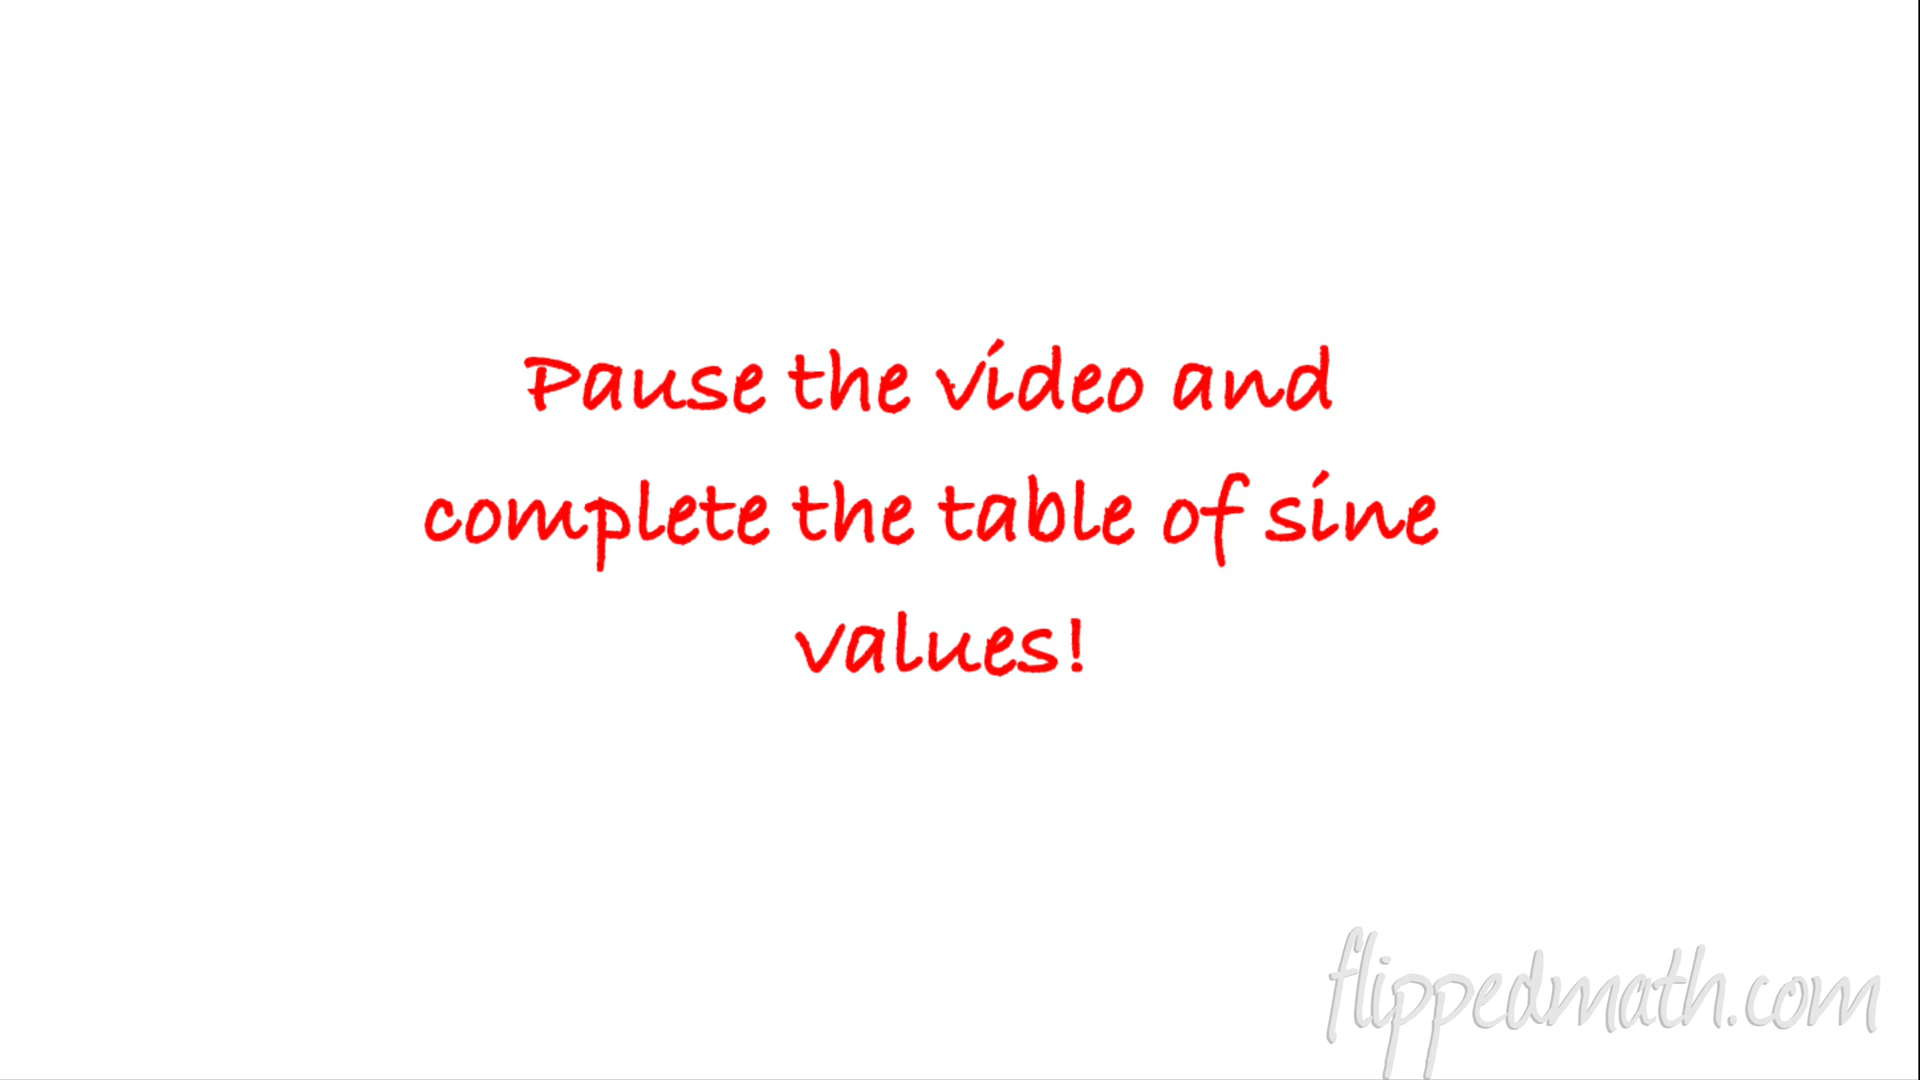 Pause the video and
complete the table of sine
values!
flippedmath.com